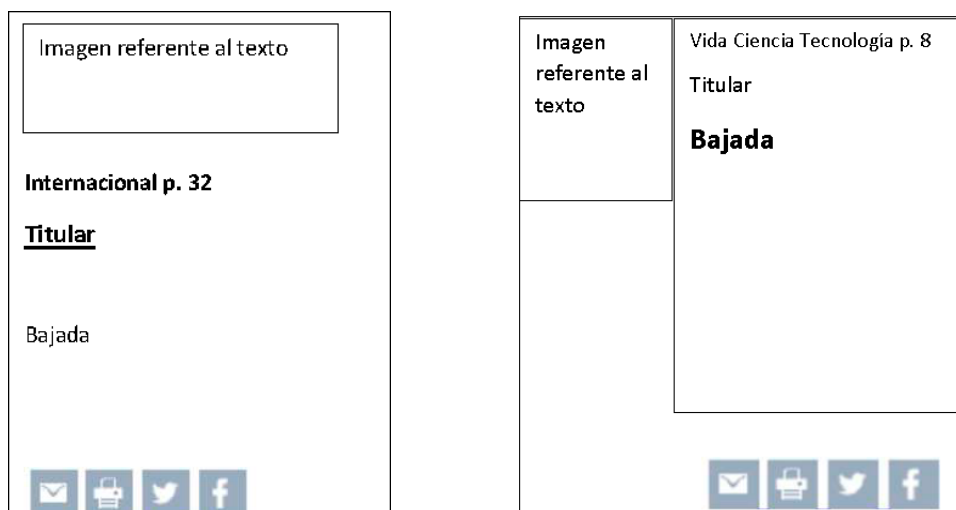 Imagen referente al texto
Internacional p. 32
Titular
Bajada
Imagen
referente al
texto
Vida Ciencia Tecnología p. 8
Titular
Bajada